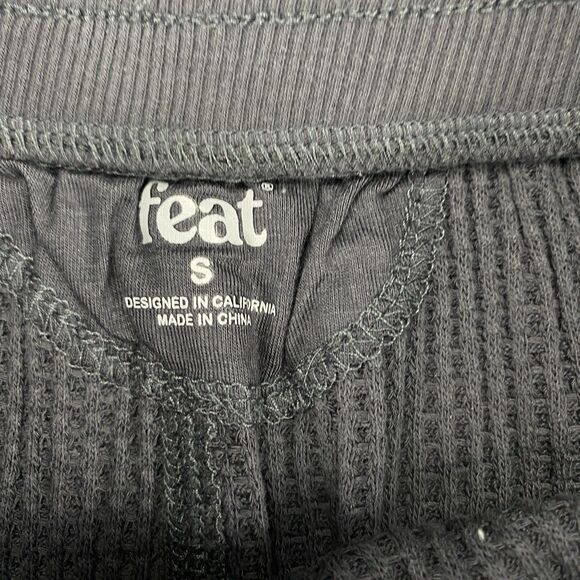 feat®
S
DESIGNED IN CALIFORNIA
MADE IN CHINA